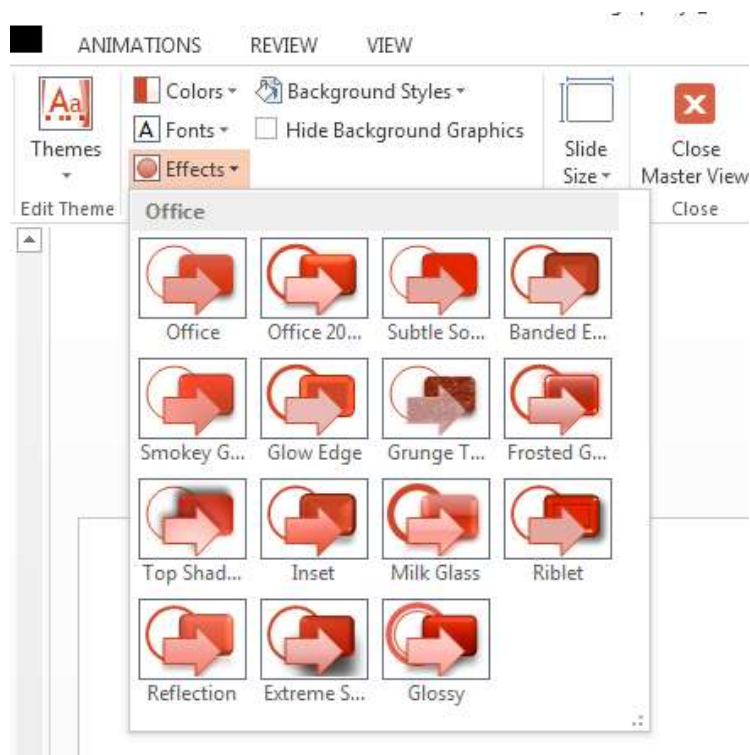 ANIMATIONS REVIEW VIEW
Colors Background Styles
Aa
A Fonts Hide Background Graphics
Themes
Effects
Slide Size
Close Master View
Edit Theme
Close
Office
Office Office 20... Subtle So... Banded E...
Smokey G... Glow Edge Grunge T... Frosted G...
Top Shad... Inset Milk Glass Riblet
Reflection Extreme S... Glossy